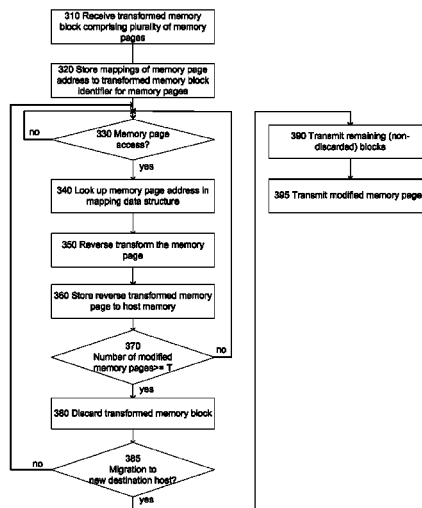 310 Receive transformed memory
block comprising plurality of memory
pages
320 Store mappings of memory page
address to transformed memory block
identifier for memory pages
no
330 Memory page
access?
yes
340 Look up memory page address in
mapping data structure
350 Reverse transform the memory
page
360 Store reverse transformed memory
page to host memory
370
Number of modified
memory pages>= T
no
yes
380 Discard transformed memory block
no
385
Migration to
new destination host?
yes
390 Transmit remaining (non-
discarded) blocks
395 Transmit modified memory page